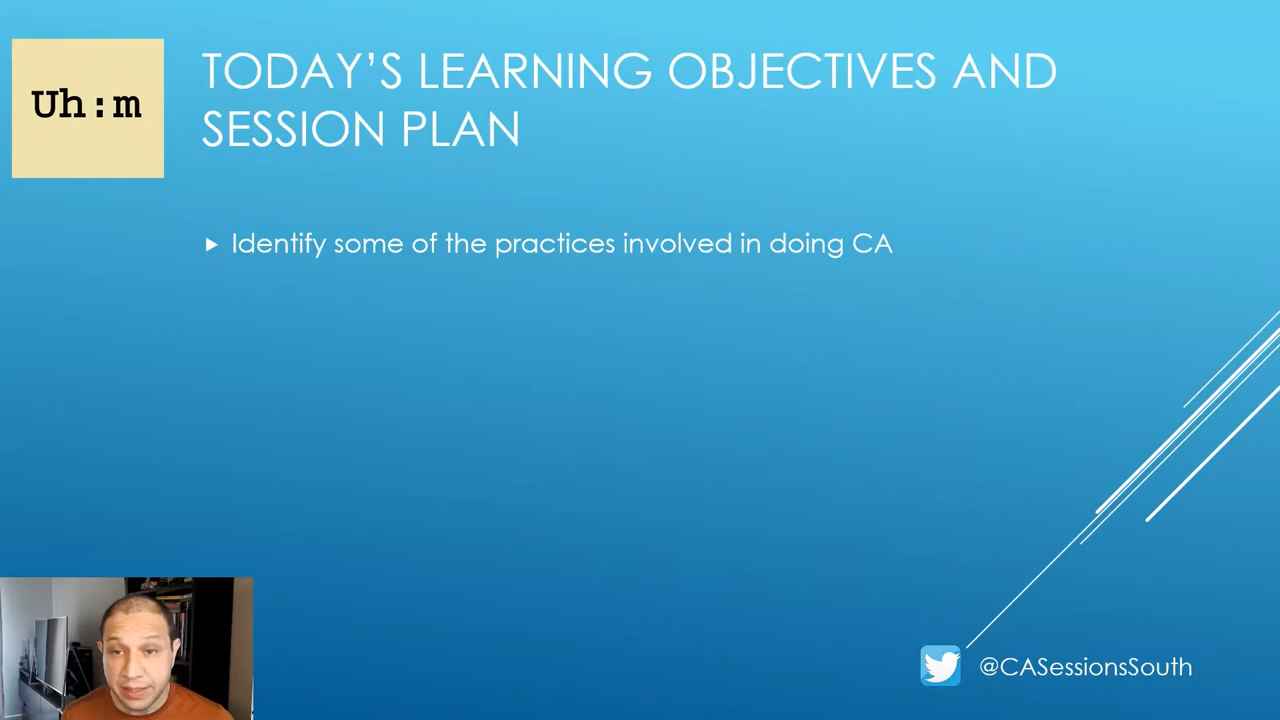 Uh:m
TODAY’S LEARNING OBJECTIVES AND
SESSION PLAN
Identify some of the practices involved in doing CA
@CASessionsSouth